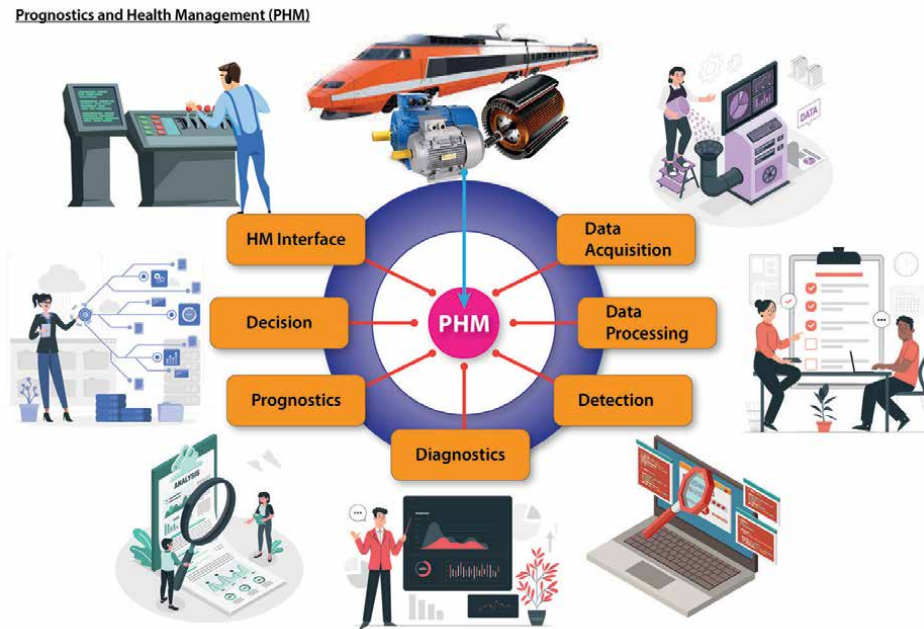 Prognostics and Health Management (PHM)
DATA
HM Interface
Data
Acquisition
Decision
PHM
Data
Processing
Prognostics
Detection
Diagnostics
ANALYSIS